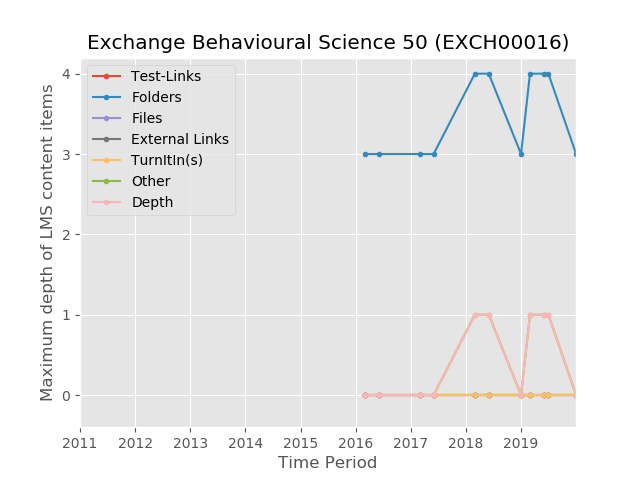 Exchange Behavioural Science 50 (EXCH00016)
Maximum depth of LMS content items
4
3
2
1
0
Test-Links
Folders
Files
External Links
TurnItIn(s)
Other
Depth
2011 2012 2013 2014 2015 2016 2017 2018 2019
Time Period